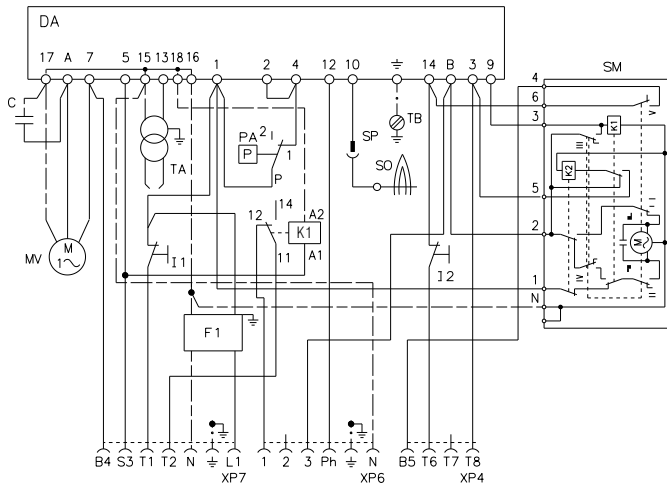 DA
17 A 7 5 15 13 18 16 1 2 4 12 10 14 B 3 9
SM
4
6
3
5
2
1
N
C
K1
K2
III
V
I
IV
II
M
TA
PA
P
2
1
P
SP
SO
TB
14
12
11
A2
K1
A1
MV
M
1~
I1
I2
F1
B4 S3 T1 T2 N L1 1 2 3 Ph N B5 T6 T7 T8
XP7 XP6 XP4